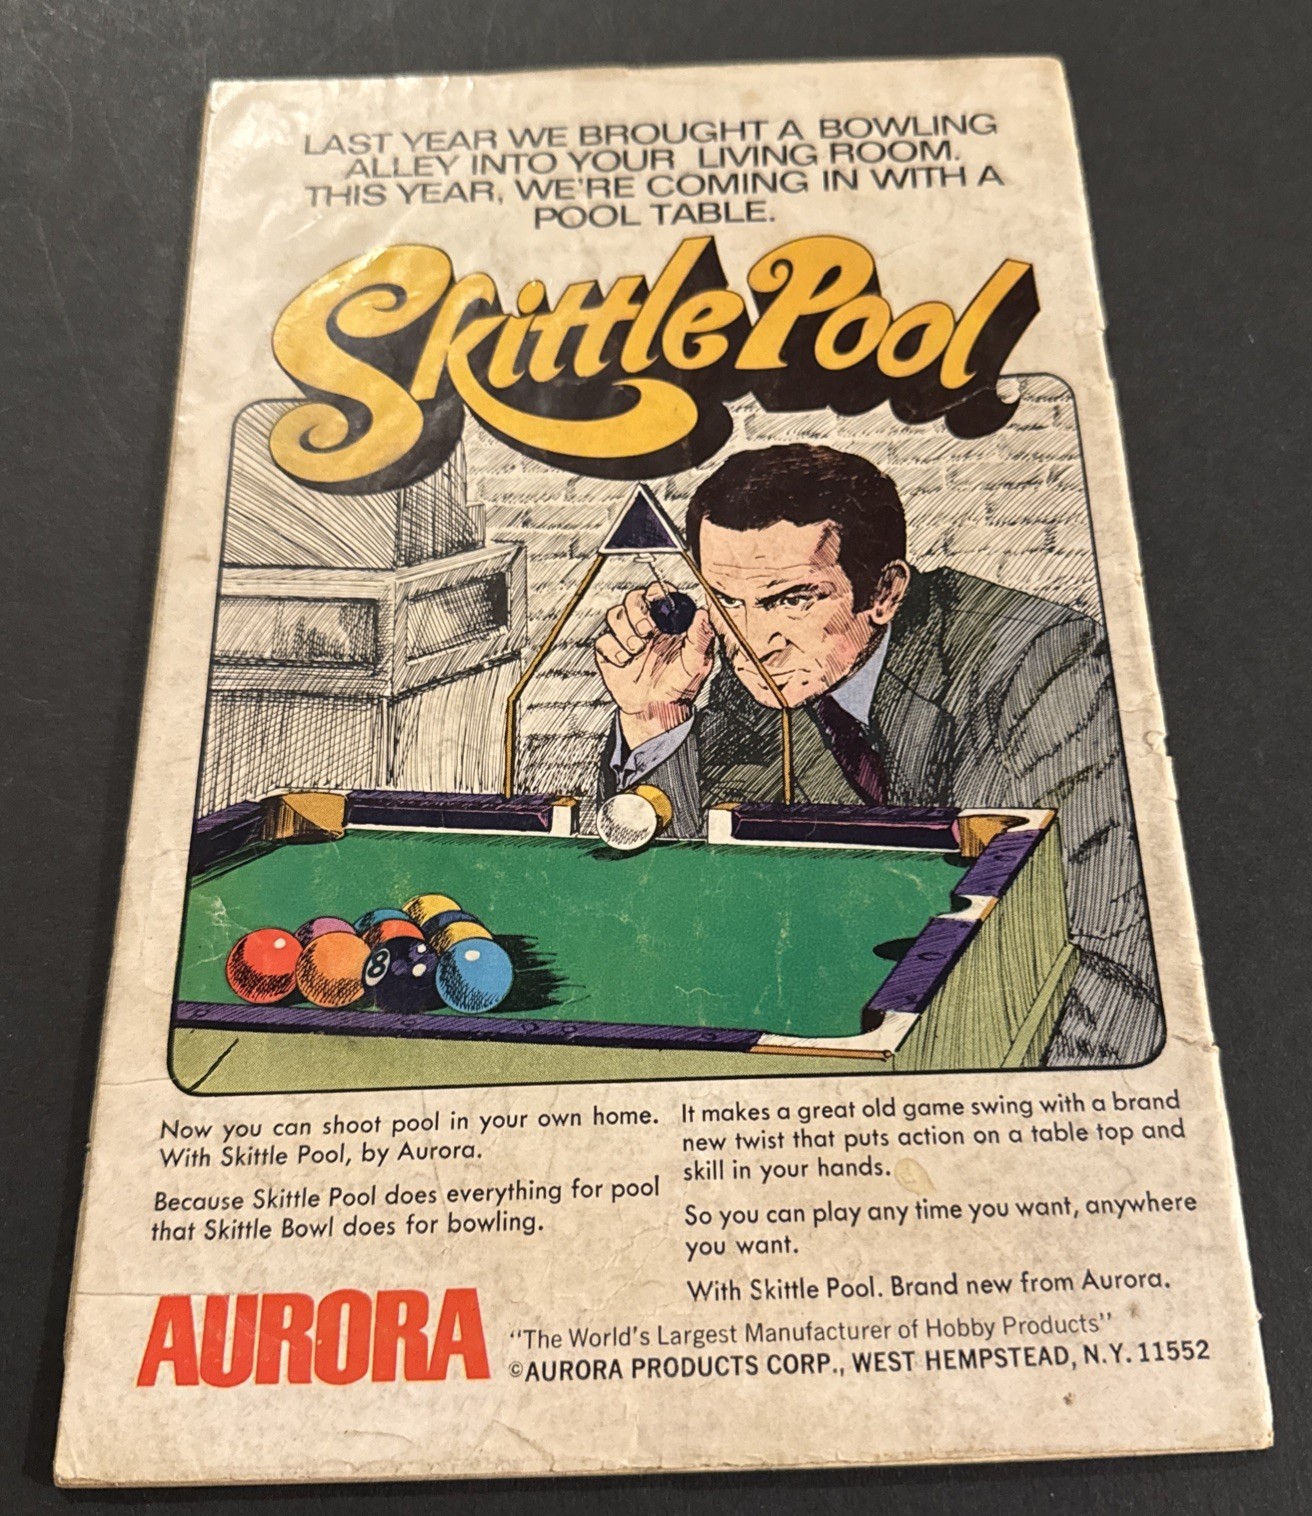 LAST YEAR WE BROUGHT A BOWLING
ALLEY INTO YOUR LIVING ROOM.
THIS YEAR, WE'RE COMING IN WITH A
POOL TABLE.
Skittle Pool
8
Now you can shoot pool in your own home.
With Skittle Pool, by Aurora.
Because Skittle Pool does everything for pool
that Skittle Bowl does for bowling.
It makes a great old game swing with a brand
new twist that puts action on a table top and
skill in your hands.
So you can play any time you want, anywhere
you want.
With Skittle Pool. Brand new from Aurora.
AURORA
"The World's Largest Manufacturer of Hobby Products"
©AURORA PRODUCTS CORP., WEST HEMPSTEAD, N.Y. 11552